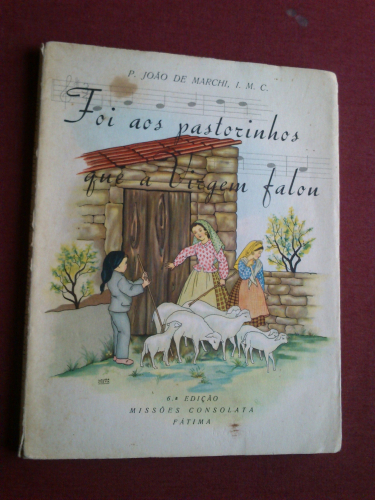 P. JOÃO DE MARCHI, I. M. C.
Foi aos pastorinhos
que a Virgem falou
6.ª EDIÇÃO
MISSÕES CONSOLATA
FÁTIMA